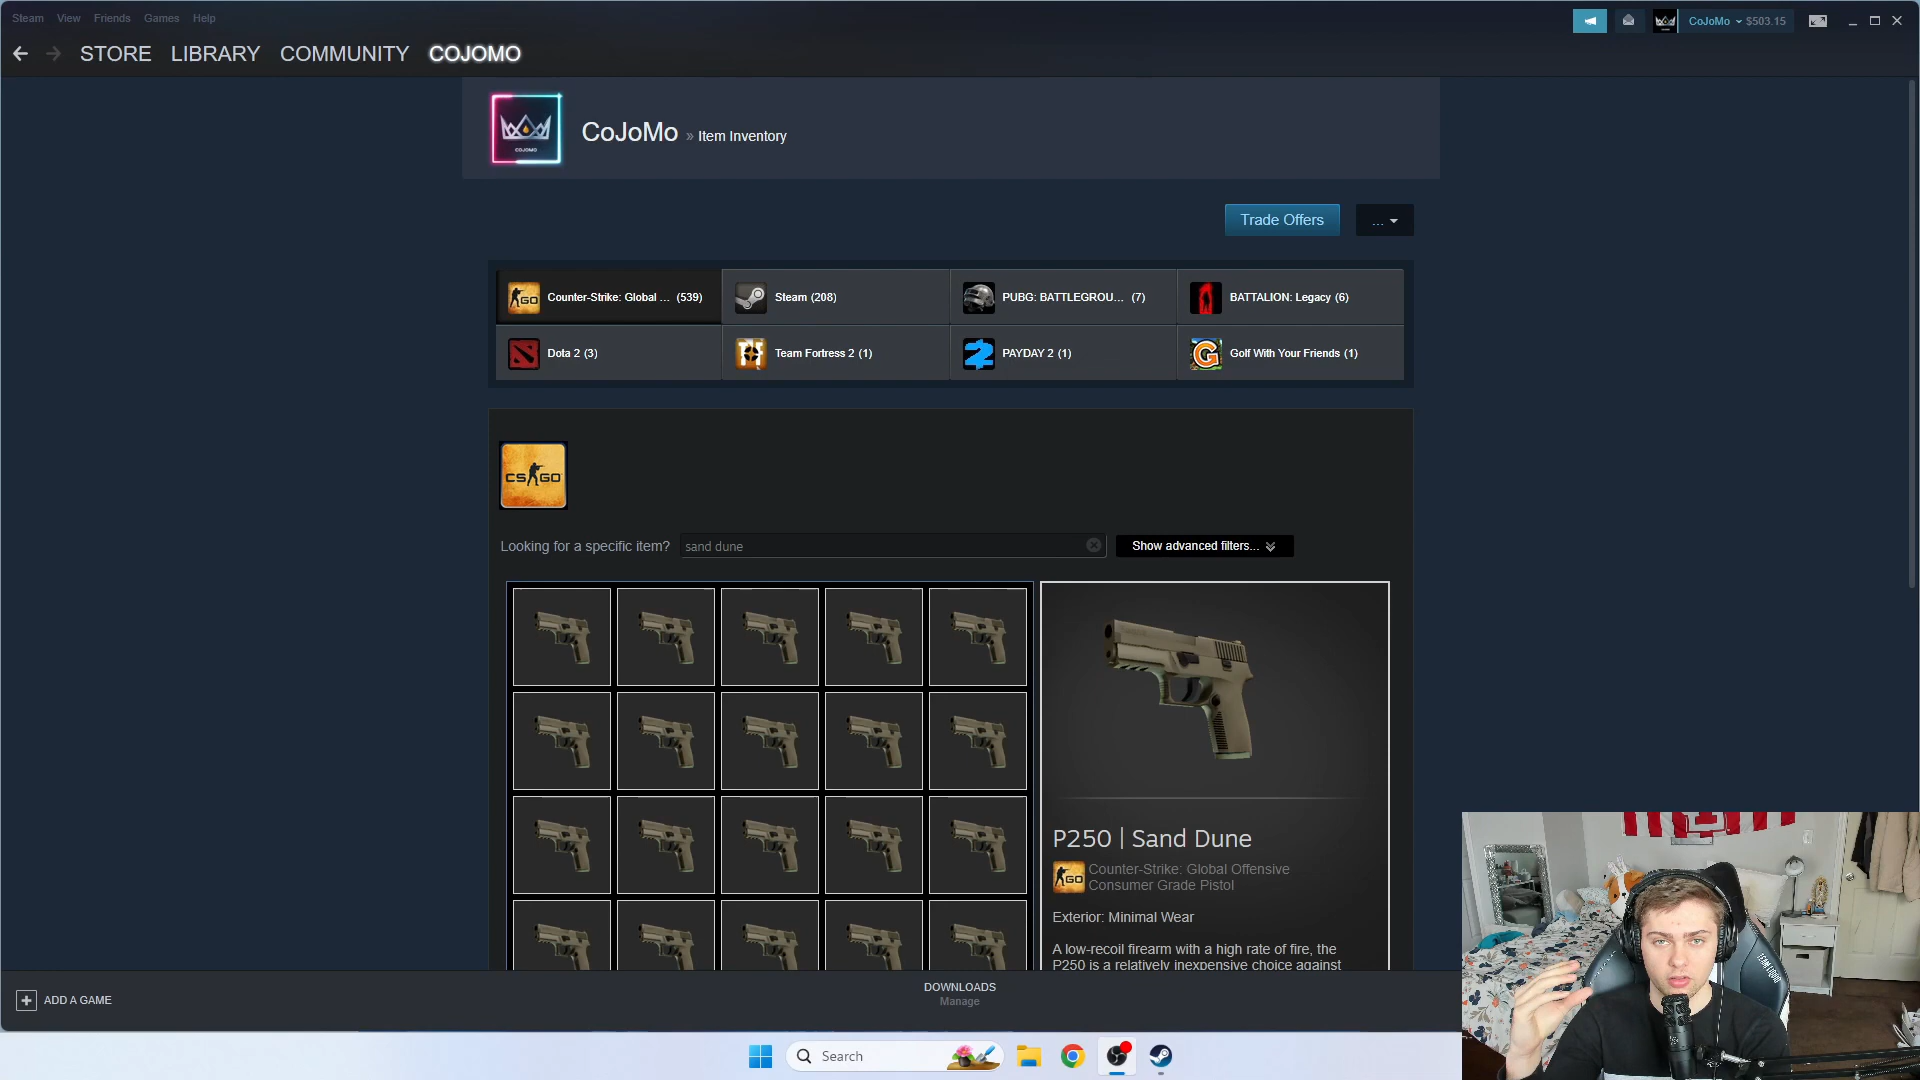 Steam View Friends Games Help
CoJoMo $503.15
STORE LIBRARY COMMUNITY COJOMO
COJOMO
CoJoMo » Item Inventory
Trade Offers
...
Counter-Strike: Global ... (539)
Steam (208)
PUBG: BATTLEGROU... (7)
BATTALION: Legacy (6)
Dota 2 (3)
Team Fortress 2 (1)
PAYDAY 2 (1)
Golf With Your Friends (1)
CS GO
Looking for a specific item?
sand dune
Show advanced filters...
P250 | Sand Dune
GO
Counter-Strike: Global Offensive
Consumer Grade Pistol
Exterior: Minimal Wear
A low-recoil firearm with a high rate of fire, the
P250 is a relatively inexpensive choice against
ADD A GAME
DOWNLOADS
Manage
Search
TEAM LIQUID